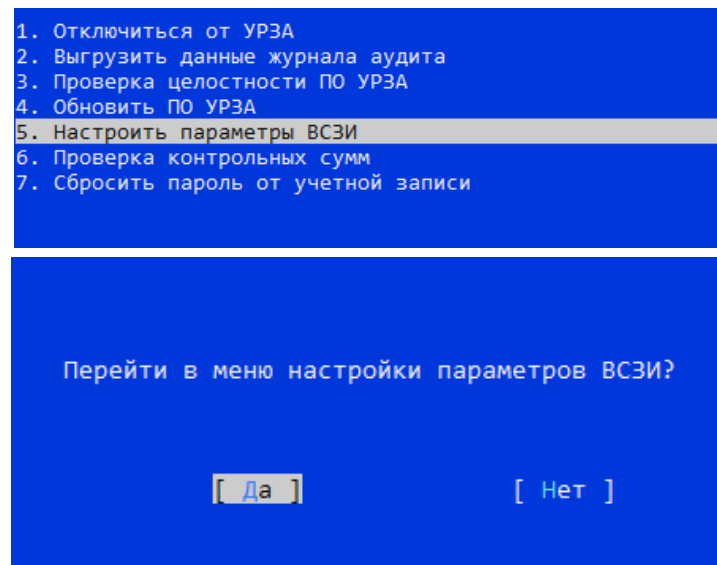 1. Отключиться от УРЗА
2. Выгрузить данные журнала аудита
3. Проверка целостности ПО УРЗА
4. Обновить ПО УРЗА
5. Настроить параметры ВСЗИ
6. Проверка контрольных сумм
7. Сбросить пароль от учетной записи
Перейти в меню настройки параметров ВСЗИ?
[ Да ] [ Нет ]